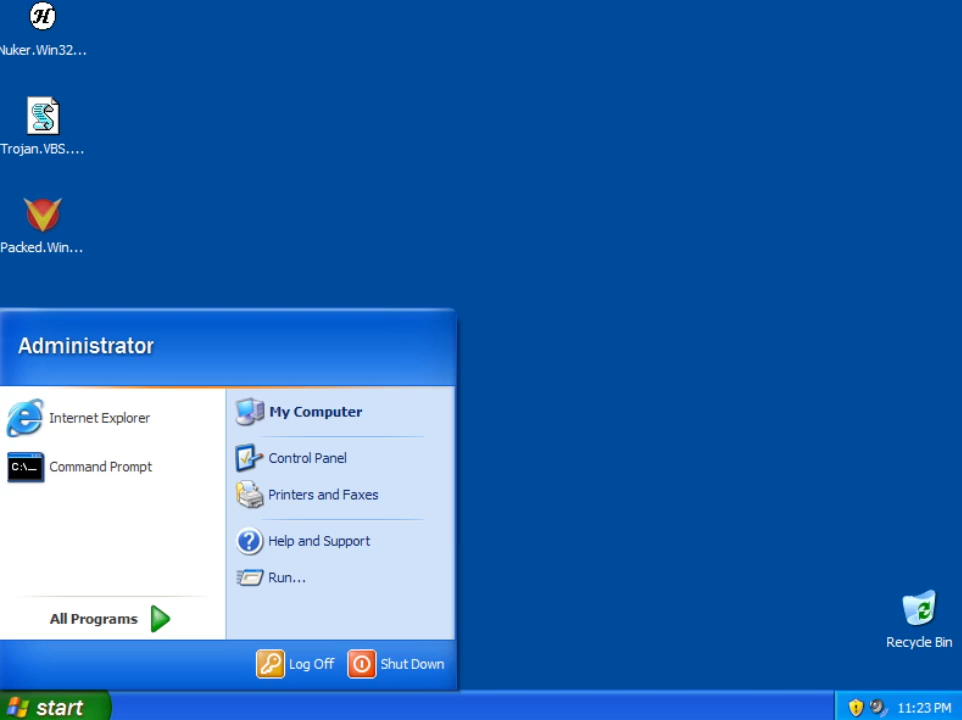 Nuker.Win32...
Trojan.VBS....
Packed.Win...
Administrator
Internet Explorer
Command Prompt
All Programs
My Computer
Control Panel
Printers and Faxes
Help and Support
Run...
Log Off
Shut Down
Recycle Bin
start
11:23 PM